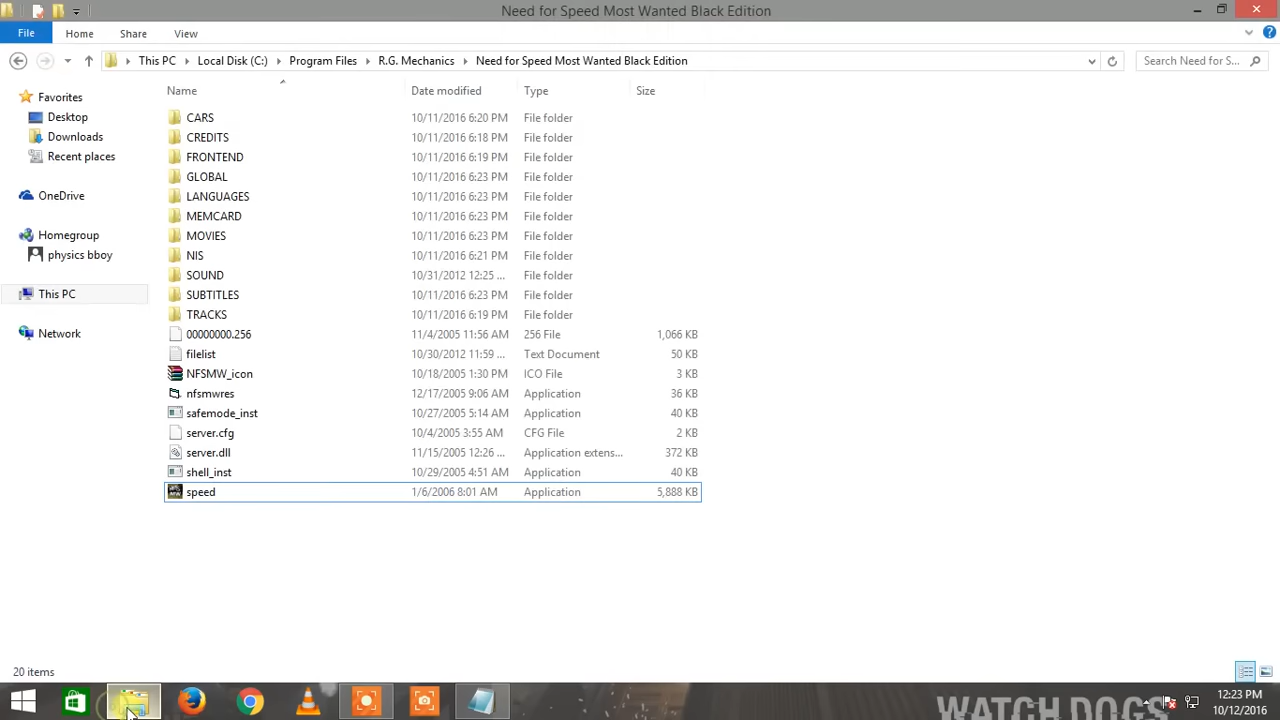 Need for Speed Most Wanted Black Edition
File Home Share View
This PC Local Disk (C:) Program Files R.G. Mechanics Need for Speed Most Wanted Black Edition Search Need for S...
Name Date modified Type Size
Favorites
Desktop
Downloads
Recent places
OneDrive
Homegroup
physics bboy
This PC
Network
CARS 10/11/2016 6:20 PM File folder
CREDITS 10/11/2016 6:18 PM File folder
FRONTEND 10/11/2016 6:19 PM File folder
GLOBAL 10/11/2016 6:23 PM File folder
LANGUAGES 10/11/2016 6:23 PM File folder
MEMCARD 10/11/2016 6:23 PM File folder
MOVIES 10/11/2016 6:23 PM File folder
NIS 10/11/2016 6:21 PM File folder
SOUND 10/31/2012 12:25 ... File folder
SUBTITLES 10/11/2016 6:23 PM File folder
TRACKS 10/11/2016 6:19 PM File folder
00000000.256 11/4/2005 11:56 AM 256 File 1,066 KB
filelist 10/30/2012 11:59 ... Text Document 50 KB
NFSMW_icon 10/18/2005 1:30 PM ICO File 3 KB
nfsmwres 12/17/2005 9:06 AM Application 36 KB
safemode_inst 10/27/2005 5:14 AM Application 40 KB
server.cfg 10/4/2005 3:55 AM CFG File 2 KB
server.dll 11/15/2005 12:26 ... Application extens... 372 KB
shell_inst 10/29/2005 4:51 AM Application 40 KB
speed 1/6/2006 8:01 AM Application 5,888 KB
20 items
WATCH DOGS
12:23 PM
10/12/2016